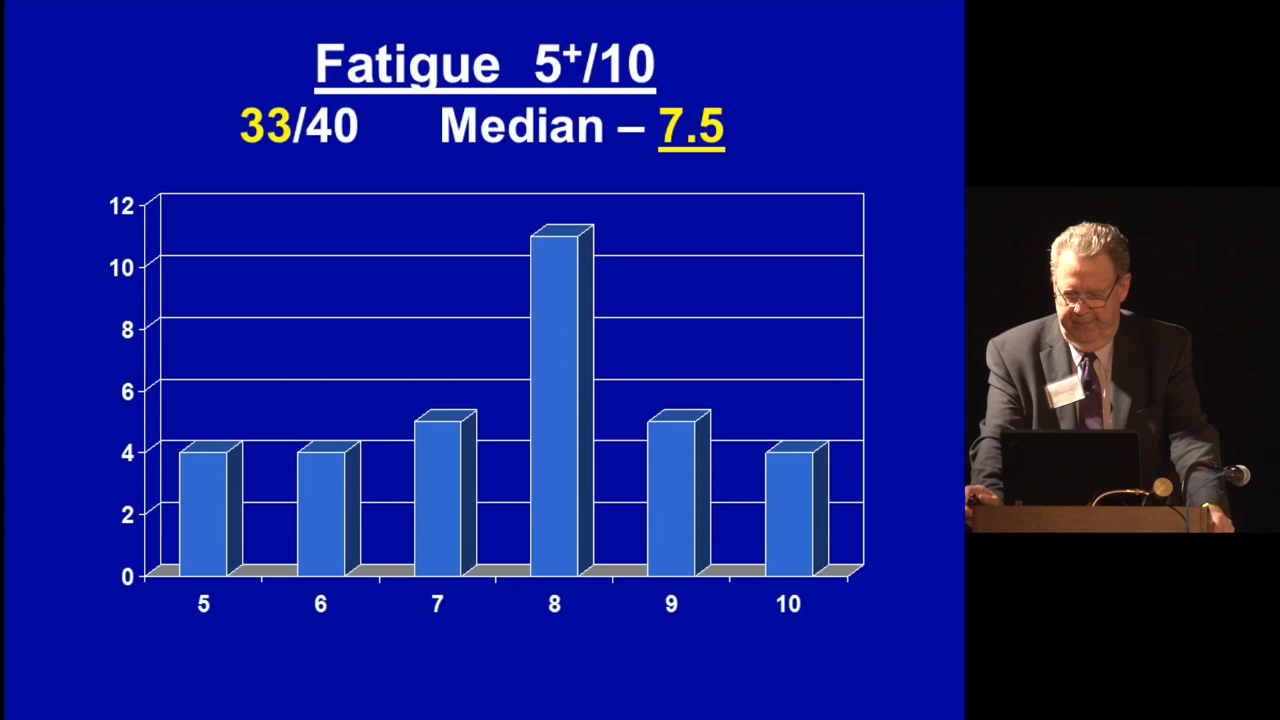 Fatigue 5⁺/10
33/40 Median – 7.5
12
10
8
6
4
2
0
5 6 7 8 9 10